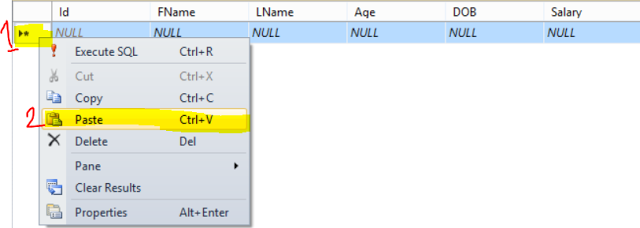 Id FName LName Age DOB Salary
1 NULL NULL NULL NULL NULL NULL
Execute SQL Ctrl+R
Cut Ctrl+X
Copy Ctrl+C
2 Paste Ctrl+V
Delete Del
Pane
Clear Results
Properties Alt+Enter